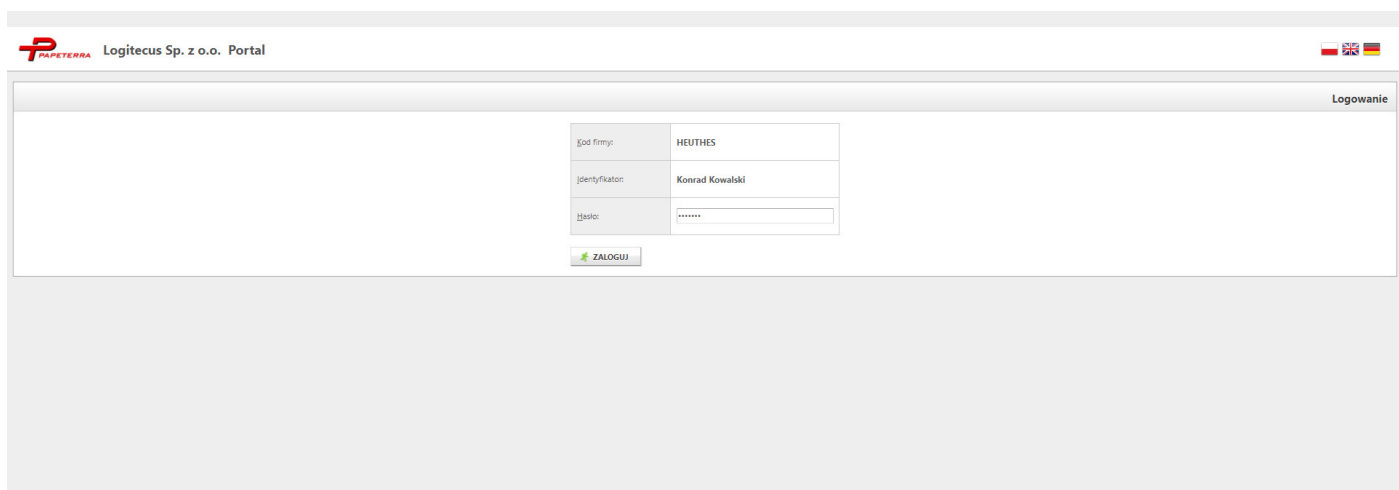 PAPETERRA Logitecus Sp. z o.o. Portal
Logowanie
Kod firmy: HEUTHES
Identyfikator: Konrad Kowalski
Hasło: •••••••
ZALOGUJ